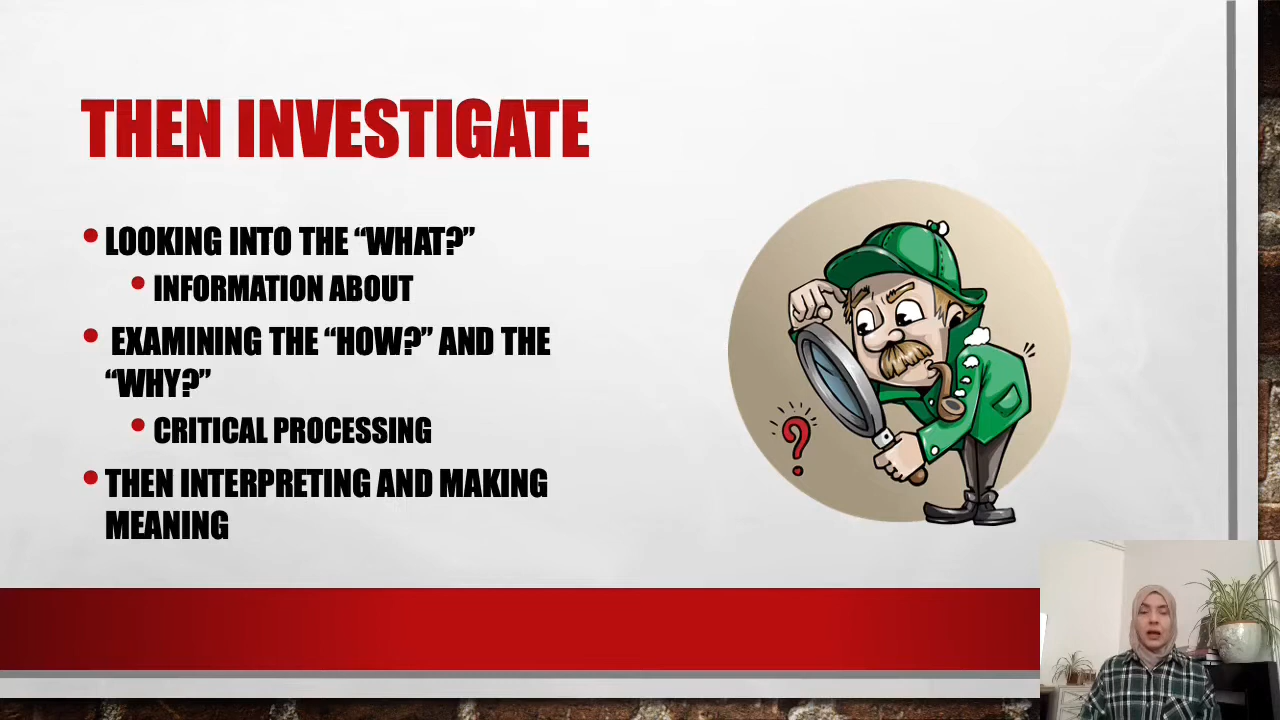 THEN INVESTIGATE
• LOOKING INTO THE “WHAT?”
• INFORMATION ABOUT
• EXAMINING THE “HOW?” AND THE
“WHY?”
• CRITICAL PROCESSING
• THEN INTERPRETING AND MAKING
MEANING
?